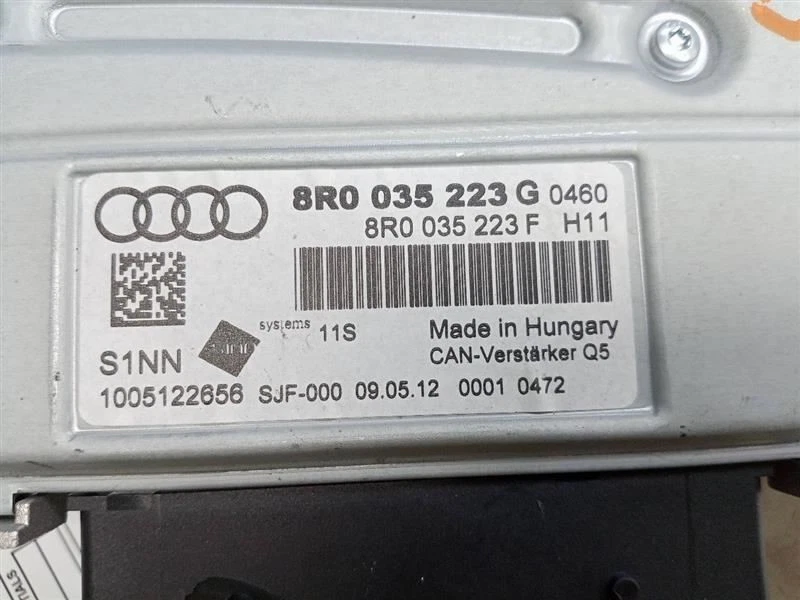 8R0 035 223 G 0460
8R0 035 223 F H11
systems 11S
Made in Hungary
S1NN
CAN-Verstärker Q5
1005122656 SJF-000 09.05.12 0001 0472